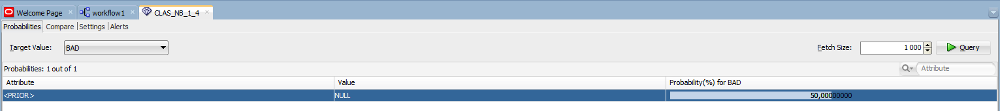 Welcome Page workflow1 CLAS_NB_1_4
Probabilities Compare Settings Alerts
Target Value: BAD Fetch Size: 1 000 Query
Probabilities: 1 out of 1 Attribute
Attribute Value Probability(%) for BAD
<PRIOR> NULL 50,00000000